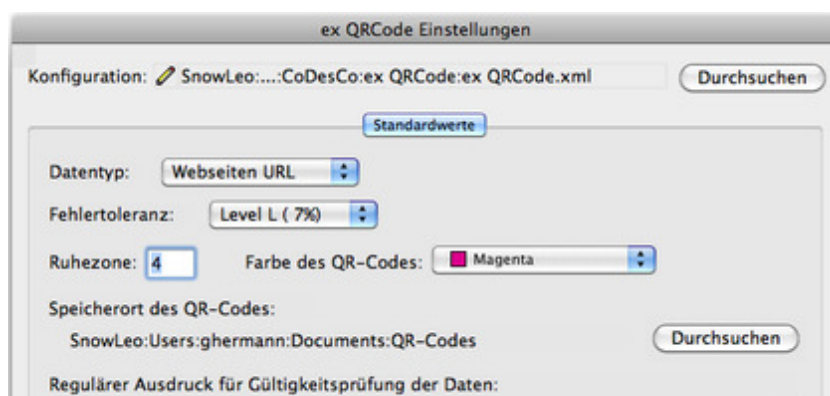 ex QRCode Einstellungen
Konfiguration: SnowLeo:...:CoDesCo:ex QRCode:ex QRCode.xml Durchsuchen
Standardwerte
Datentyp: Webseiten URL
Fehlertoleranz: Level L ( 7%)
Ruhezone: 4 Farbe des QR-Codes: Magenta
Speicherort des QR-Codes:
SnowLeo:Users:ghermann:Documents:QR-Codes Durchsuchen
Regulärer Ausdruck für Gültigkeitsprüfung der Daten: